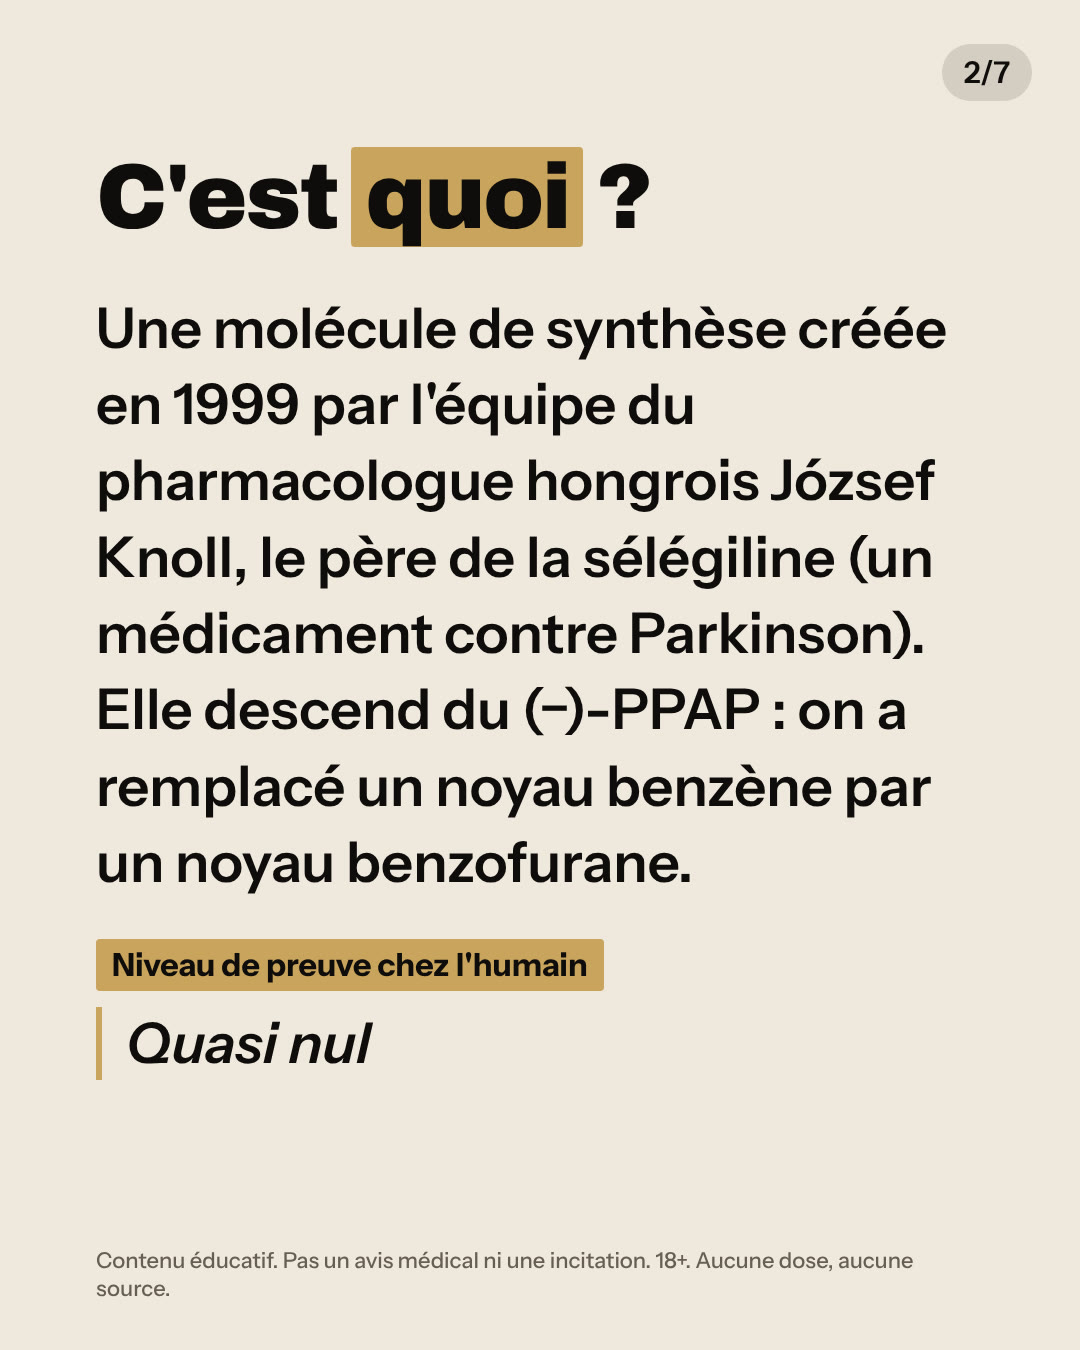 2/7
C'est quoi ?
Une molécule de synthèse créée
en 1999 par l'équipe du
pharmacologue hongrois József
Knoll, le père de la sélégiline (un
médicament contre Parkinson).
Elle descend du (−)-PPAP : on a
remplacé un noyau benzène par
un noyau benzofurane.
Niveau de preuve chez l'humain
Quasi nul
Contenu éducatif. Pas un avis médical ni une incitation. 18+. Aucune dose, aucune
source.